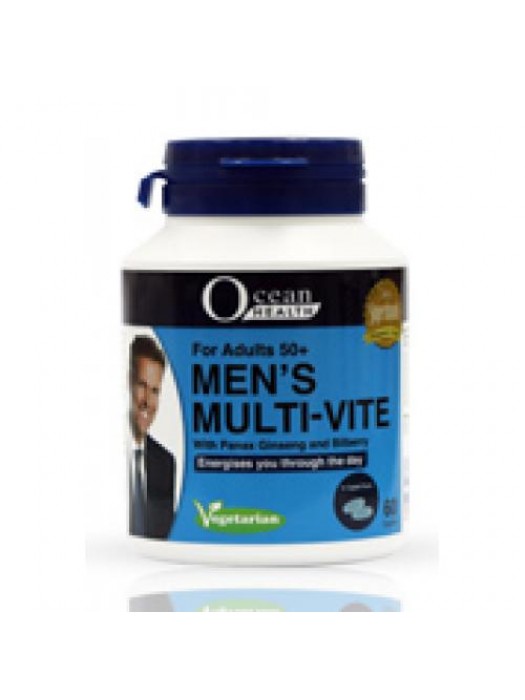 Ocean
HEALTH
For Adults 50+
MEN'S
MULTI-VITE
With Panax Ginseng and Bilberry
Energises you through the day
Vegetarian
60